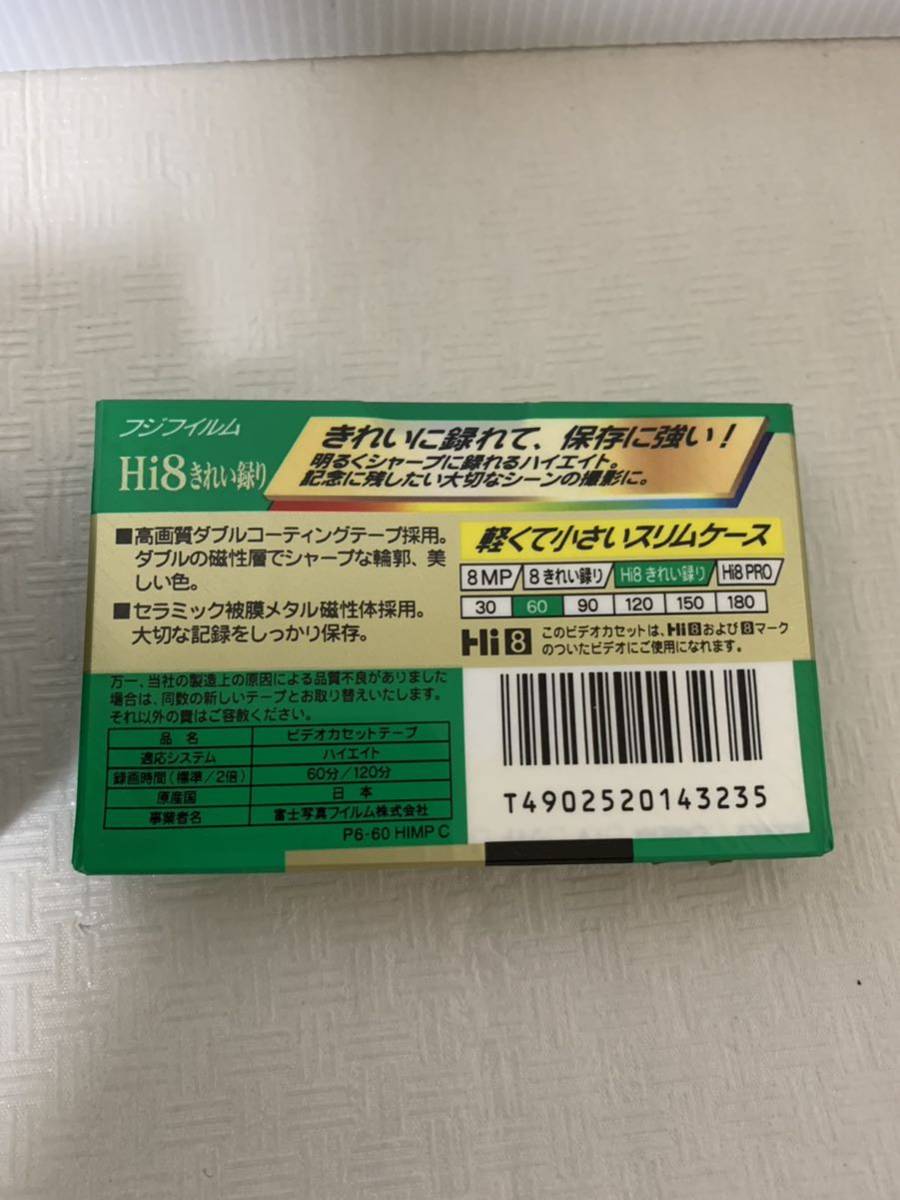 フジフイルム
Hi8きれい録り
きれいに録れて、保存に強い！
明るくシャープに録れるハイエイト。
記念に残したい大切なシーンの撮影に。
■高画質ダブルコーティングテープ採用。
ダブルの磁性層でシャープな輪郭、美
しい色。
■セラミック被膜メタル磁性体採用。
大切な記録をしっかり保存。
軽くて小さいスリムケース
8MP 8きれい録り Hi8きれい録り Hi8 PRO
30 60 90 120 150 180
Hi8 このビデオカセットは、Hi8および8マーク
のついたビデオにご使用になれます。
万一、当社の製造上の原因による品質不良がありました
場合は、同数の新しいテープとお取り替えいたします。
それ以外の責はご容赦ください。
品名 ビデオカセットテープ
適応システム ハイエイト
録画時間(標準/2倍) 60分/120分
原産国 日本
事業者名 富士写真フイルム株式会社
P6-60 HIMP C
T4902520143235